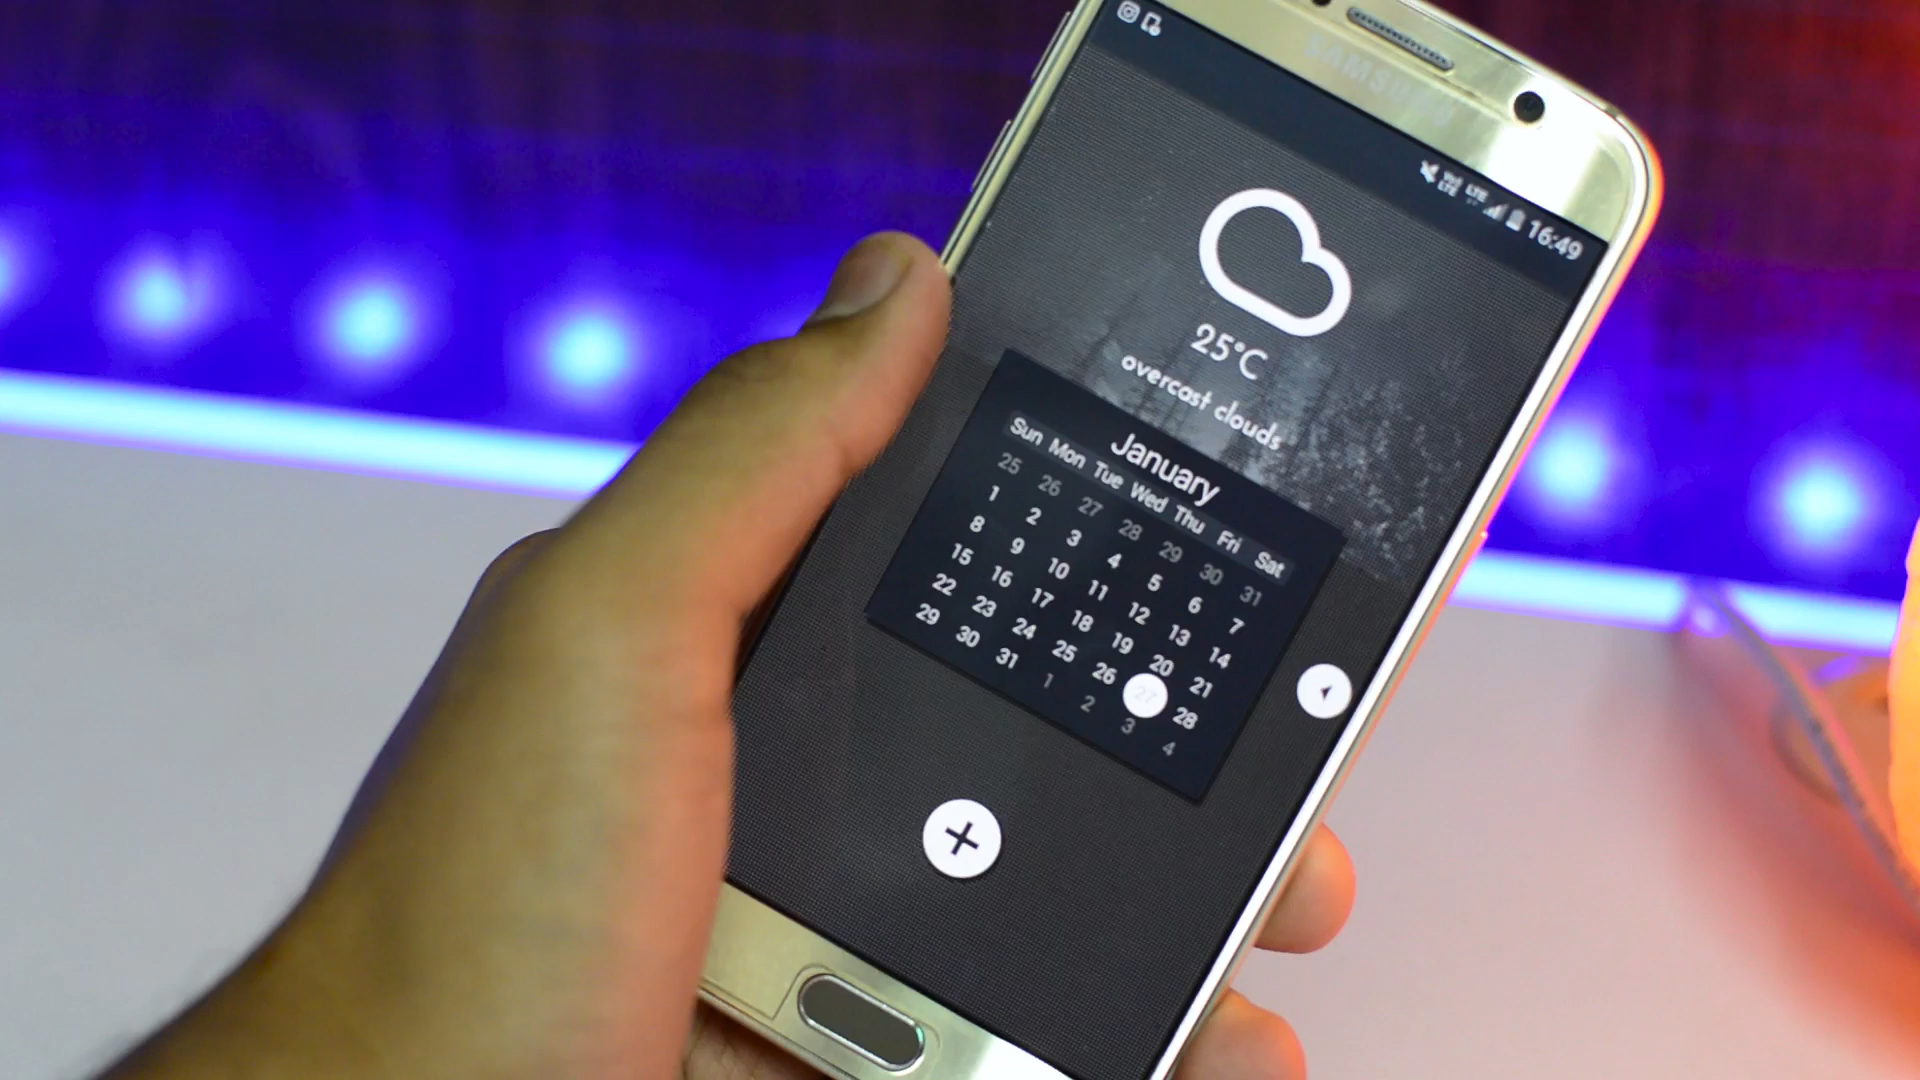 SAMSUNG
LTE
16:49
25°C
overcast clouds
January
Sun Mon Tue Wed Thu Fri Sat
25 26 27 28 29 30 31
1 2 3 4 5 6 7
8 9 10 11 12 13 14
15 16 17 18 19 20 21
22 23 24 25 26 27 28
29 30 31 1 2 3 4